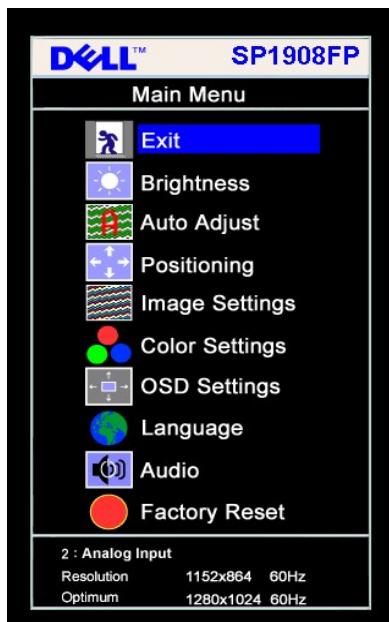 DELL™ SP1908FP
Main Menu
Exit
Brightness
Auto Adjust
Positioning
Image Settings
Color Settings
OSD Settings
Language
Audio
Factory Reset
2 : Analog Input
Resolution 1152x864 60Hz
Optimum 1280x1024 60Hz